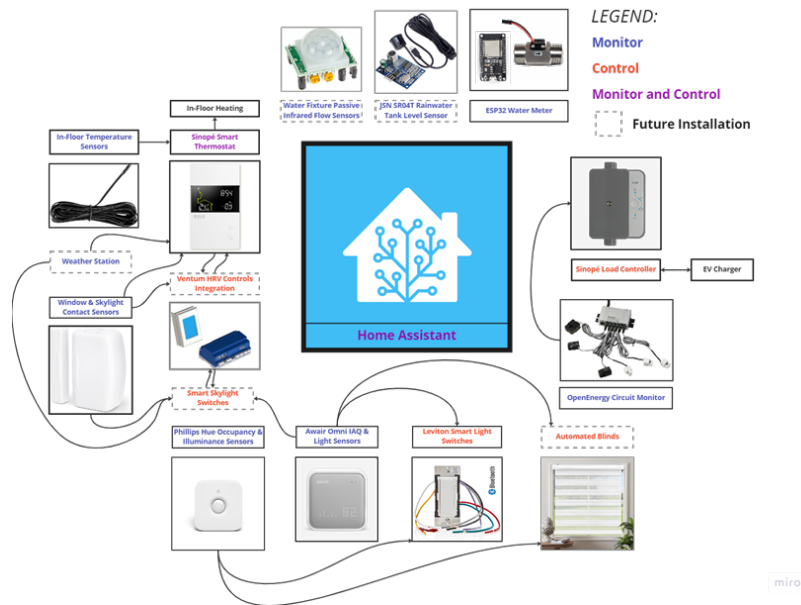 LEGEND:
Monitor
Control
Monitor and Control
Future Installation
Water Fixture Passive
Infrared Flow Sensors
JSN SR04T Rainwater
Tank Level Sensor
ESP32 Water Meter
In-Floor Heating
In-Floor Temperature
Sensors
Sinopé Smart
Thermostat
Weather Station
Ventum HRV Controls
Integration
Window & Skylight
Contact Sensors
Home Assistant
Sinopé Load Controller
EV Charger
OpenEnergy Circuit Monitor
Smart Skylight
Switches
Phillips Hue Occupancy &
Illuminance Sensors
Awair Omni IAQ &
Light Sensors
Leviton Smart Light
Switches
Automated Blinds
Bluetooth
miro